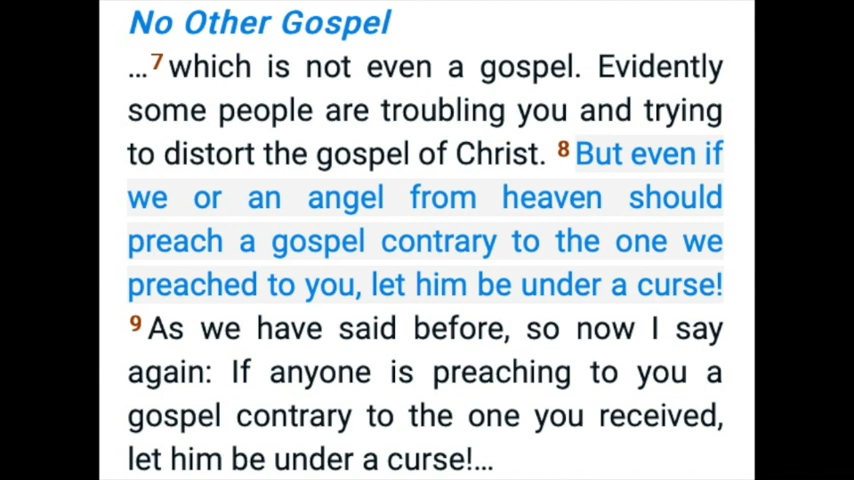 No Other Gospel
...7 which is not even a gospel. Evidently
some people are troubling you and trying
to distort the gospel of Christ. 8 But even if
we or an angel from heaven should
preach a gospel contrary to the one we
preached to you, let him be under a curse!
9 As we have said before, so now I say
again: If anyone is preaching to you a
gospel contrary to the one you received,
let him be under a curse!...